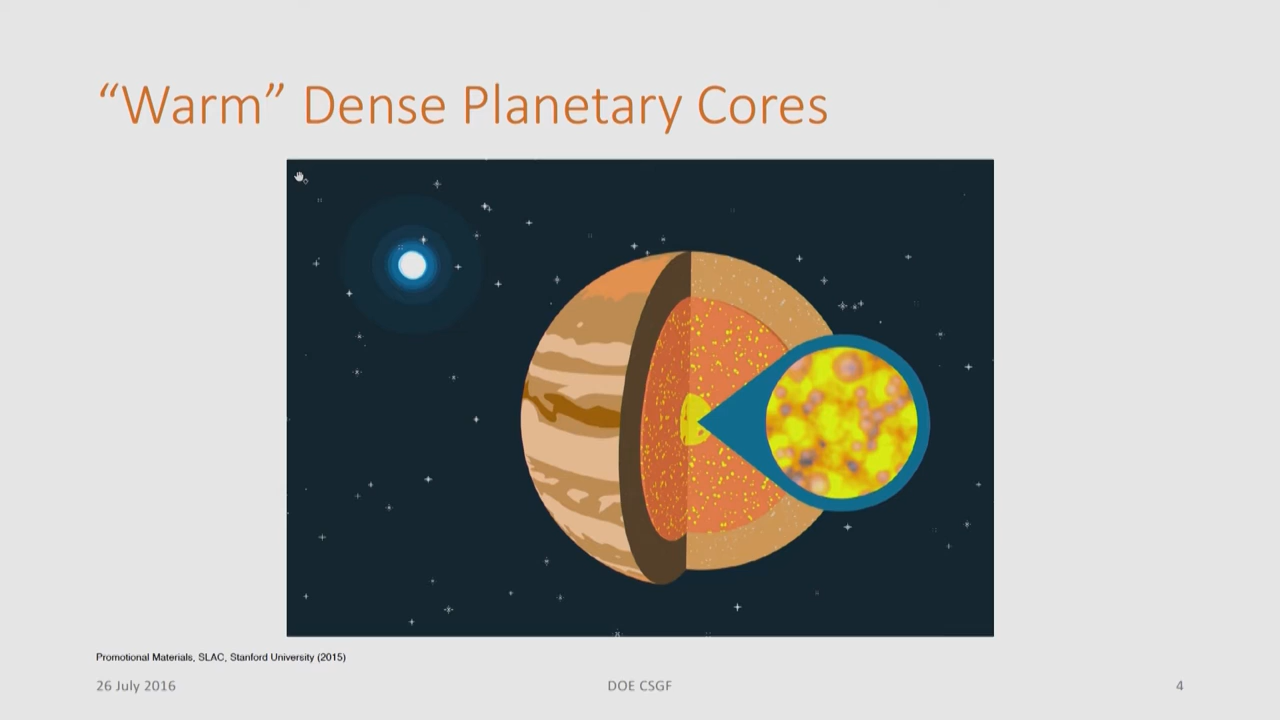 “Warm” Dense Planetary Cores
Promotional Materials, SLAC, Stanford University (2015)
26 July 2016
DOE CSGF
4